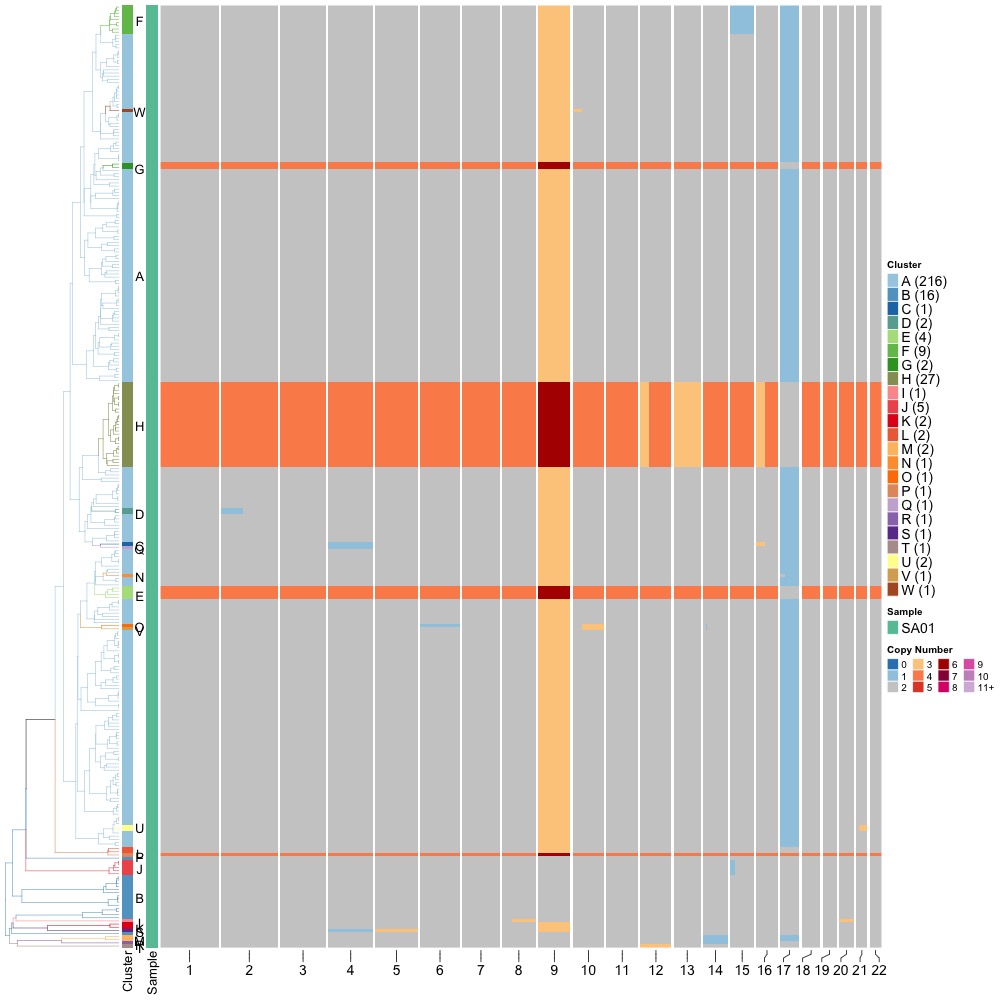 F
W
G
A
H
D
Q
N
E
O
V
U
P
J
B
K
Cluster
Sample
1 2 3 4 5 6 7 8 9 10 11 12 13 14 15 16 17 18 19 20 21 22
Cluster
A (216)
B (16)
C (1)
D (2)
E (4)
F (9)
G (2)
H (27)
I (1)
J (5)
K (2)
L (2)
M (2)
N (1)
O (1)
P (1)
Q (1)
R (1)
S (1)
T (1)
U (2)
V (1)
W (1)
Sample
SA01
Copy Number
0 3 6 9
1 4 7 10
2 5 8 11+